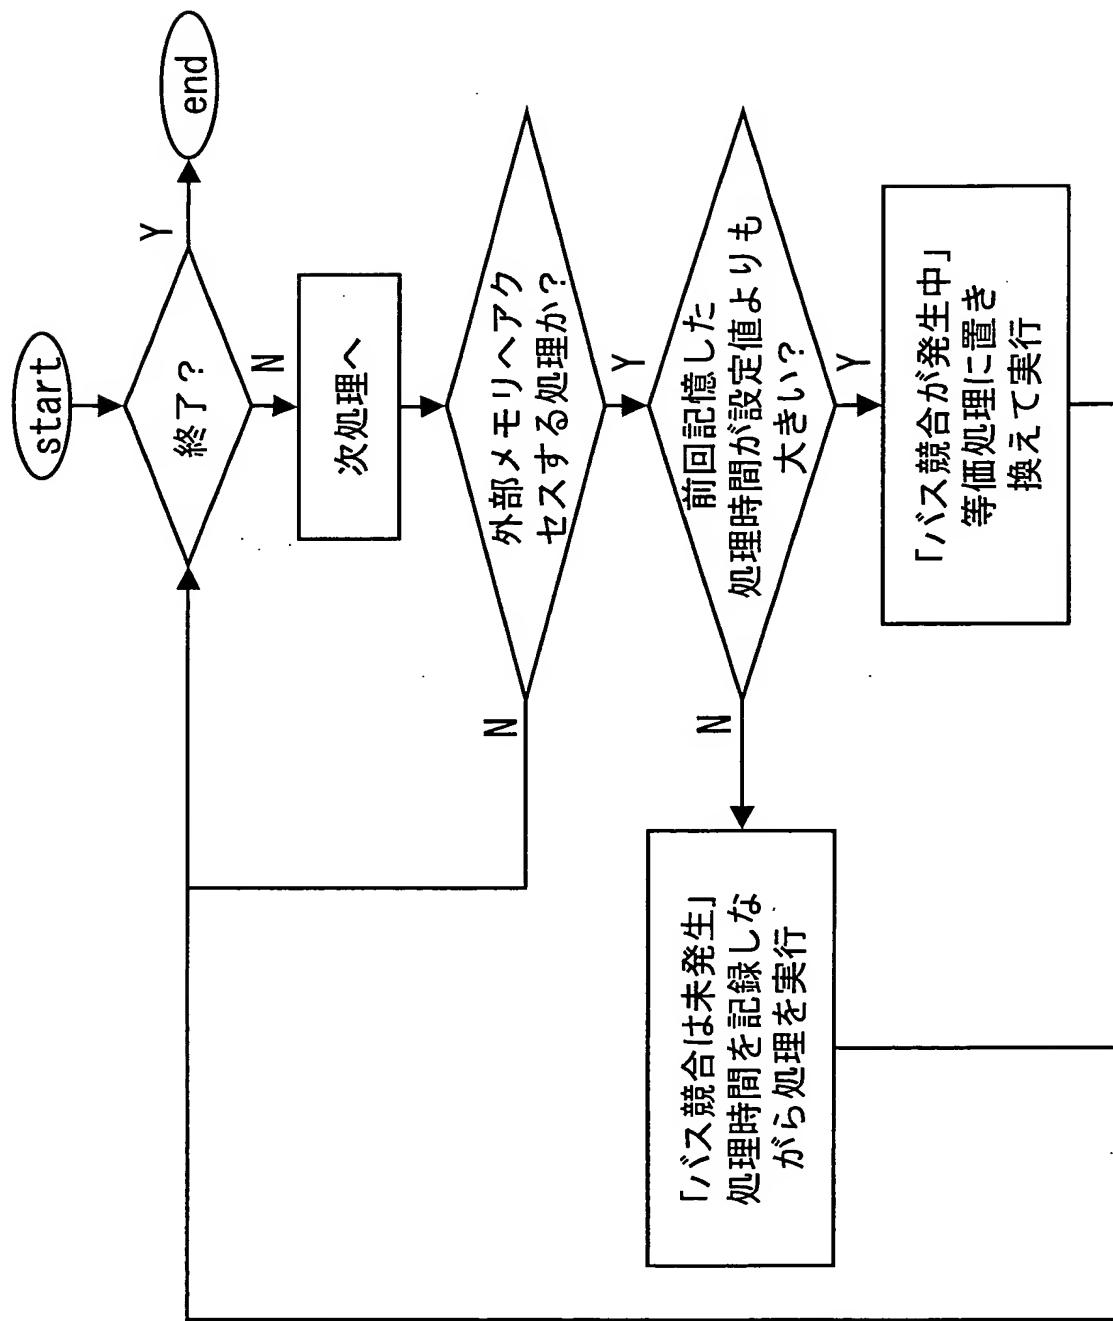 start
終了?
Y
end
N
次処理へ
外部メモリへアク
セスする処理か?
N
Y
前回記憶した
処理時間が設定値よりも
大きい?
N
Y
「バス競合は未発生」
処理時間を記録しな
がら処理を実行
「バス競合が発生中」
等価処理に置き
換えて実行